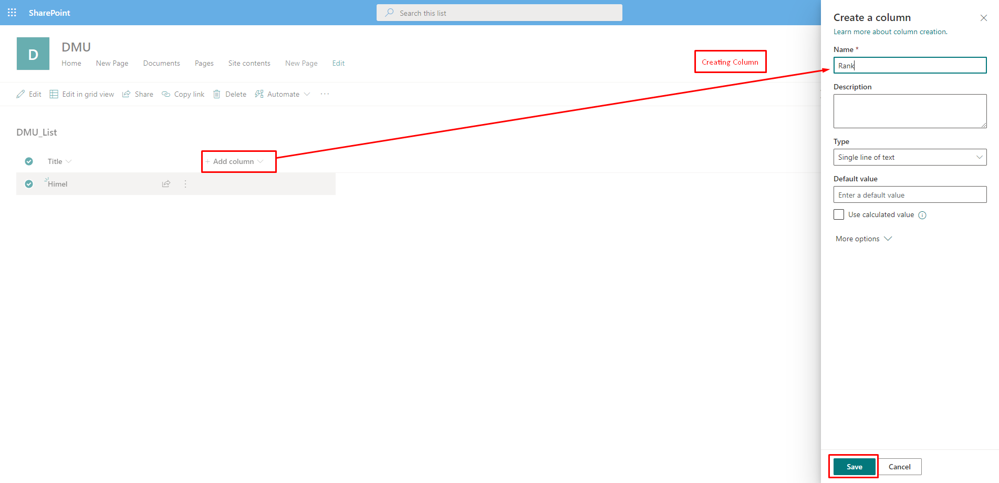 SharePoint
Search this list
D
DMU
Home New Page Documents Pages Site contents New Page Edit
Creating Column
Edit Edit in grid view Share Copy link Delete Automate
DMU_List
Title + Add column
Himel
Create a column
Learn more about column creation.
Name *
Rank
Description
Type
Single line of text
Default value
Enter a default value
Use calculated value
More options
Save Cancel